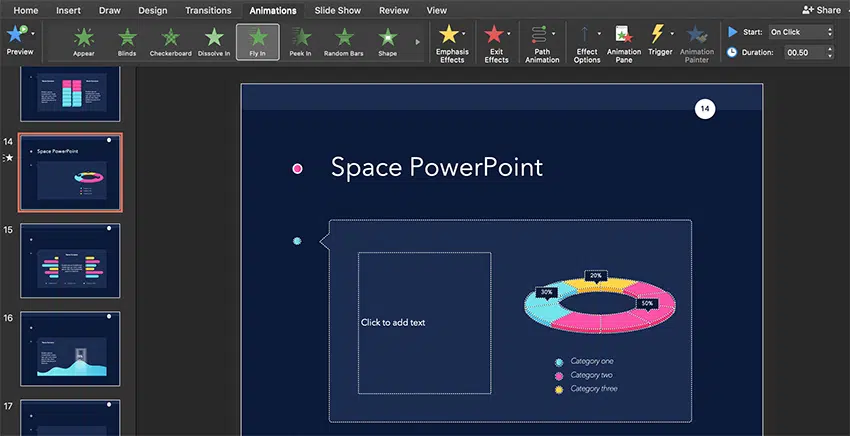 Home Insert Draw Design Transitions Animations Slide Show Review View Share
Preview
Appear Blinds Checkerboard Dissolve In Fly In Peek In Random Bars Shape
Emphasis Effects
Exit Effects
Path Animation
Effect Options
Animation Pane
Trigger
Animation Painter
Start: On Click
Duration: 00.50
14
Space PowerPoint
15
16
17
14
Space PowerPoint
Click to add text
20%
30%
50%
Category one
Category two
Category three